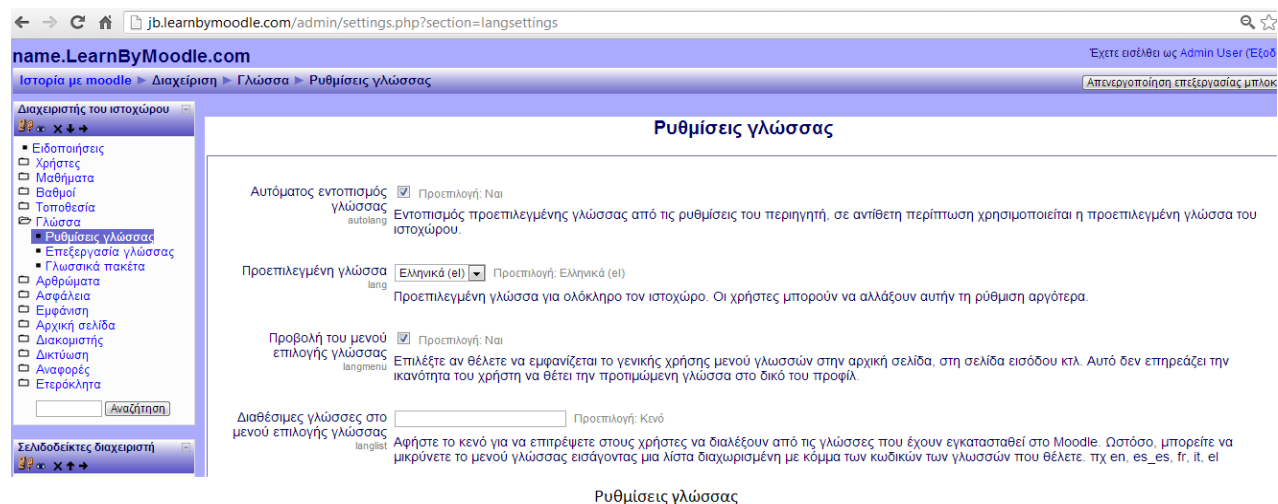 jb.learnbymoodle.com/admin/settings.php?section=langsettings
name.LearnByMoodle.com
Έχετε εισέλθει ως Admin User (Έξοδ
Ιστορία με moodle ► Διαχείριση ► Γλώσσα ► Ρυθμίσεις γλώσσας
Απενεργοποίηση επεξεργασίας μπλοκ
Διαχειριστής του ιστοχώρου
Ειδοποιήσεις
Χρήστες
Μαθήματα
Βαθμοί
Τοποθεσία
Γλώσσα
Ρυθμίσεις γλώσσας
Επεξεργασία γλώσσας
Γλωσσικά πακέτα
Αρθρώματα
Ασφάλεια
Εμφάνιση
Αρχική σελίδα
Διακομιστής
Δικτύωση
Αναφορές
Ετερόκλητα
Αναζήτηση
Σελιδοδείκτες διαχειριστή
Ρυθμίσεις γλώσσας
Αυτόματος εντοπισμός Προεπιλογή: Ναι
γλώσσας
autolang
Εντοπισμός προεπιλεγμένης γλώσσας από τις ρυθμίσεις του περιηγητή, σε αντίθετη περίπτωση χρησιμοποιείται η προεπιλεγμένη γλώσσα του
ιστοχώρου.
Προεπιλεγμένη γλώσσα Ελληνικά (el) Προεπιλογή: Ελληνικά (el)
lang
Προεπιλεγμένη γλώσσα για ολόκληρο τον ιστοχώρο. Οι χρήστες μπορούν να αλλάξουν αυτήν τη ρύθμιση αργότερα.
Προβολή του μενού Προεπιλογή: Ναι
επιλογής γλώσσας
langmenu
Επιλέξτε αν θέλετε να εμφανίζεται το γενικής χρήσης μενού γλωσσών στην αρχική σελίδα, στη σελίδα εισόδου κτλ. Αυτό δεν επηρεάζει την
ικανότητα του χρήστη να θέτει την προτιμώμενη γλώσσα στο δικό του προφίλ.
Διαθέσιμες γλώσσες στο Προεπιλογή: Κενό
μενού επιλογής γλώσσας
langlist
Αφήστε το κενό για να επιτρέψετε στους χρήστες να διαλέξουν από τις γλώσσες που έχουν εγκατασταθεί στο Moodle. Ωστόσο, μπορείτε να
μικρύνετε το μενού γλώσσας εισάγοντας μια λίστα διαχωρισμένη με κόμμα των κωδικών των γλωσσών που θέλετε. πχ en, es_es, fr, it, el
Ρυθμίσεις γλώσσας